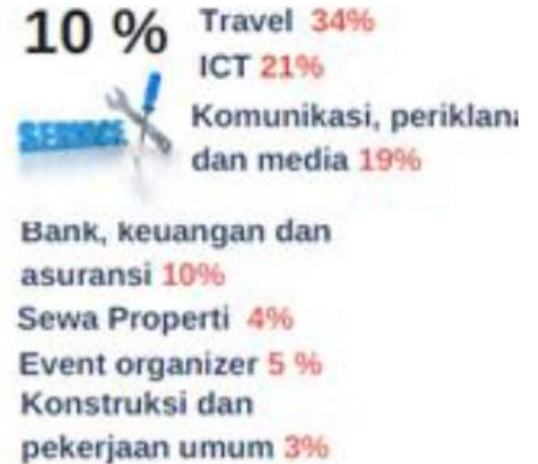 10 %
Travel 34%
ICT 21%
SERVICE
Komunikasi, periklana
dan media 19%
Bank, keuangan dan
asuransi 10%
Sewa Properti 4%
Event organizer 5 %
Konstruksi dan
pekerjaan umum 3%